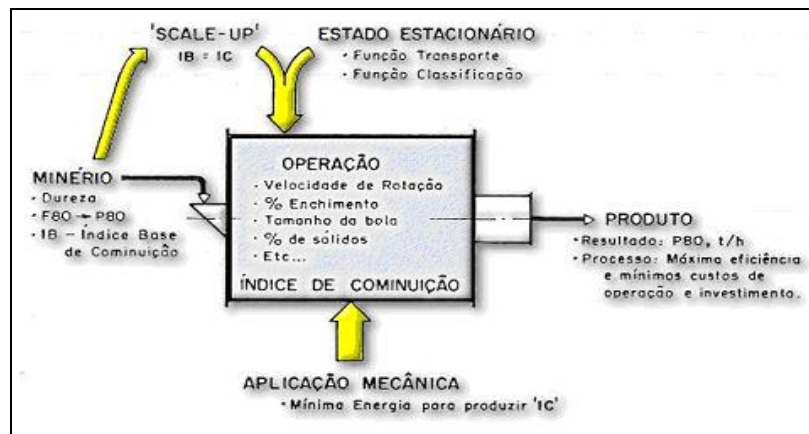 'SCALE-UP'
IB = IC
ESTADO ESTACIONÁRIO
· Função Transporte
· Função Classificação
MINÉRIO
· Dureza
· F80 → P80
· IB – Índice Base
de Cominuição
OPERAÇÃO
· Velocidade de Rotação
· % Enchimento
· Tamanho da bola
· % de sólidos
· Etc...
ÍNDICE DE COMINUIÇÃO
PRODUTO
· Resultado: P80, t/h
· Processo: Máxima eficiência
e mínimos custos de
operação e investimento.
APLICAÇÃO MECÂNICA
· Mínima Energia para produzir 'IC'